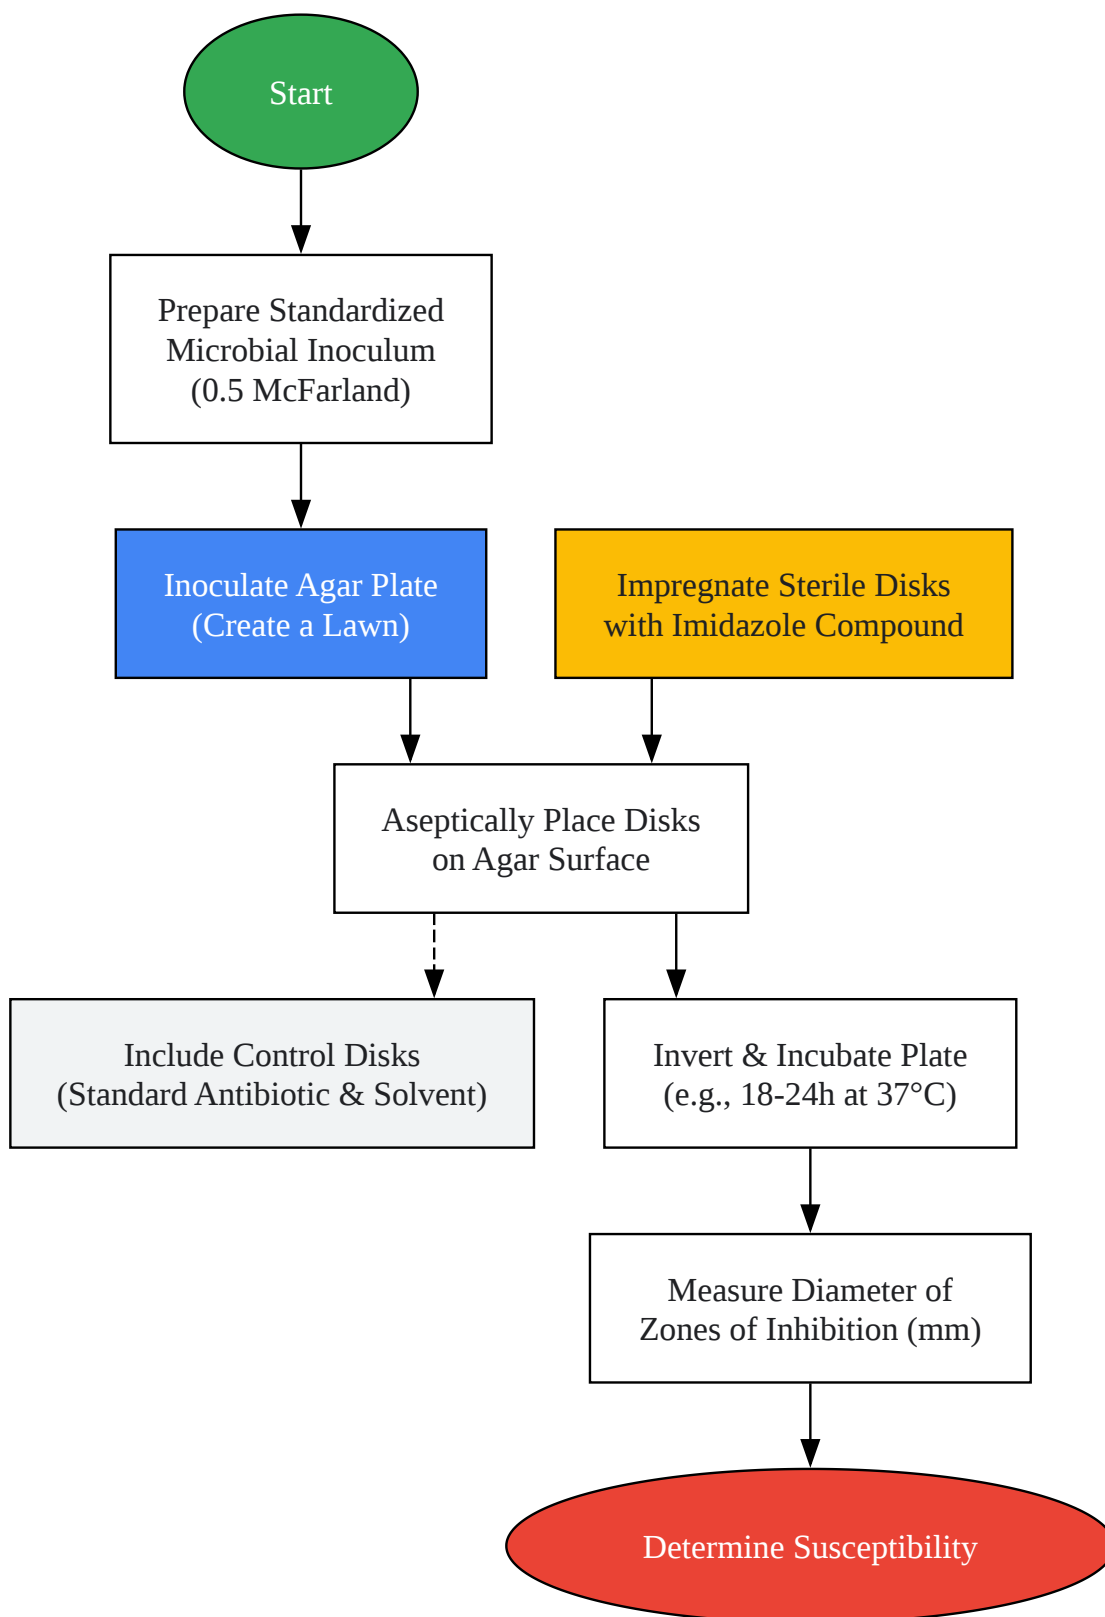 Start
Prepare Standardized
Microbial Inoculum
(0.5 McFarland)
Inoculate Agar Plate
(Create a Lawn)
Impregnate Sterile Disks
with Imidazole Compound
Aseptically Place Disks
on Agar Surface
Include Control Disks
(Standard Antibiotic & Solvent)
Invert & Incubate Plate
(e.g., 18-24h at 37°C)
Measure Diameter of
Zones of Inhibition (mm)
Determine Susceptibility